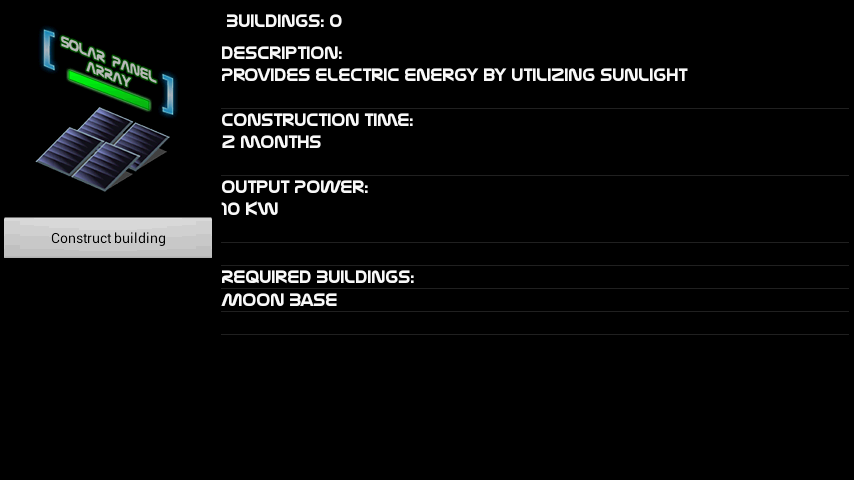 SOLAR PANEL
ARRAY
Construct building
BUILDINGS: 0
DESCRIPTION:
PROVIDES ELECTRIC ENERGY BY UTILIZING SUNLIGHT
CONSTRUCTION TIME:
2 MONTHS
OUTPUT POWER:
10 KW
REQUIRED BUILDINGS:
MOON BASE